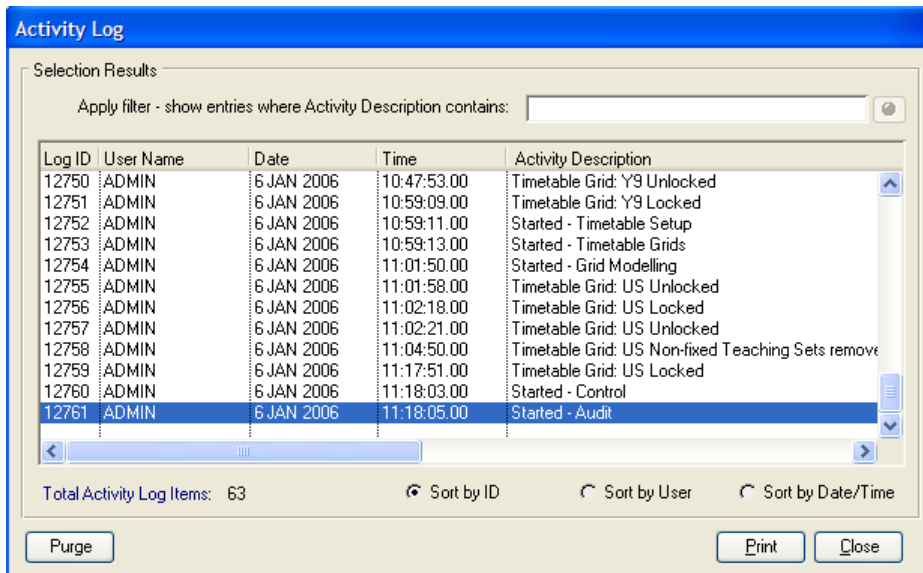 Activity Log
Selection Results
Apply filter - show entries where Activity Description contains:
Log ID User Name Date Time Activity Description
12750 ADMIN 6 JAN 2006 10:47:53.00 Timetable Grid: Y9 Unlocked
12751 ADMIN 6 JAN 2006 10:59:09.00 Timetable Grid: Y9 Locked
12752 ADMIN 6 JAN 2006 10:59:11.00 Started - Timetable Setup
12753 ADMIN 6 JAN 2006 10:59:13.00 Started - Timetable Grids
12754 ADMIN 6 JAN 2006 11:01:50.00 Started - Grid Modelling
12755 ADMIN 6 JAN 2006 11:01:58.00 Timetable Grid: US Unlocked
12756 ADMIN 6 JAN 2006 11:02:18.00 Timetable Grid: US Locked
12757 ADMIN 6 JAN 2006 11:02:21.00 Timetable Grid: US Unlocked
12758 ADMIN 6 JAN 2006 11:04:50.00 Timetable Grid: US Non-fixed Teaching Sets remove
12759 ADMIN 6 JAN 2006 11:17:51.00 Timetable Grid: US Locked
12760 ADMIN 6 JAN 2006 11:18:03.00 Started - Control
12761 ADMIN 6 JAN 2006 11:18:05.00 Started - Audit
Total Activity Log Items: 63 Sort by ID Sort by User Sort by Date/Time
Purge Print Close